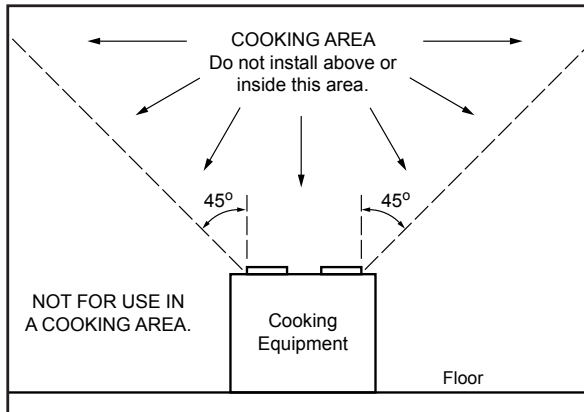 COOKING AREA
Do not install above or
inside this area.
45o
45o
NOT FOR USE IN
A COOKING AREA.
Cooking
Equipment
Floor